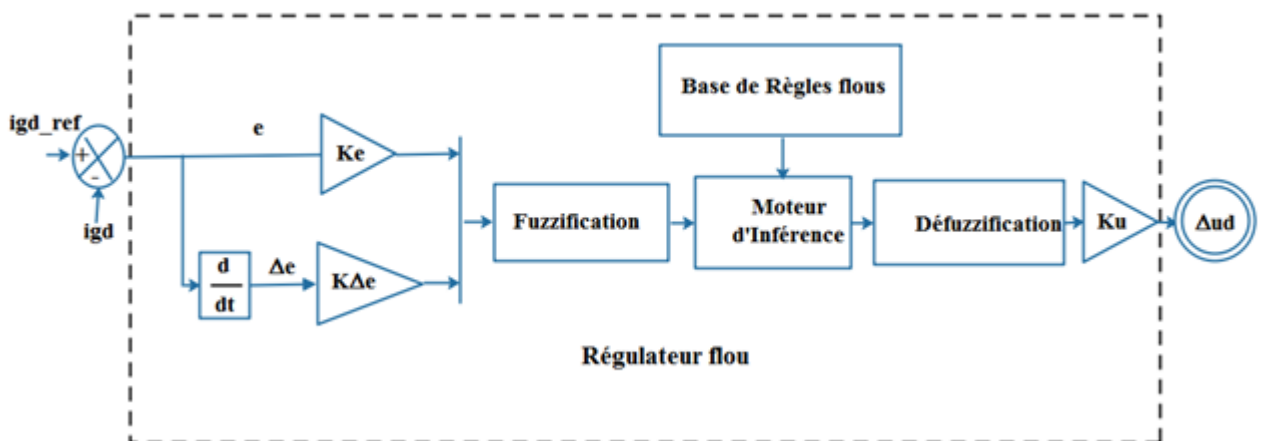 Base de Règles flous
igd_ref
+
-
igd
e
Ke
Fuzzification
Moteur
d'Inférence
Défuzzification
Ku
Δud
d
dt
Δe
KΔe
Régulateur flou